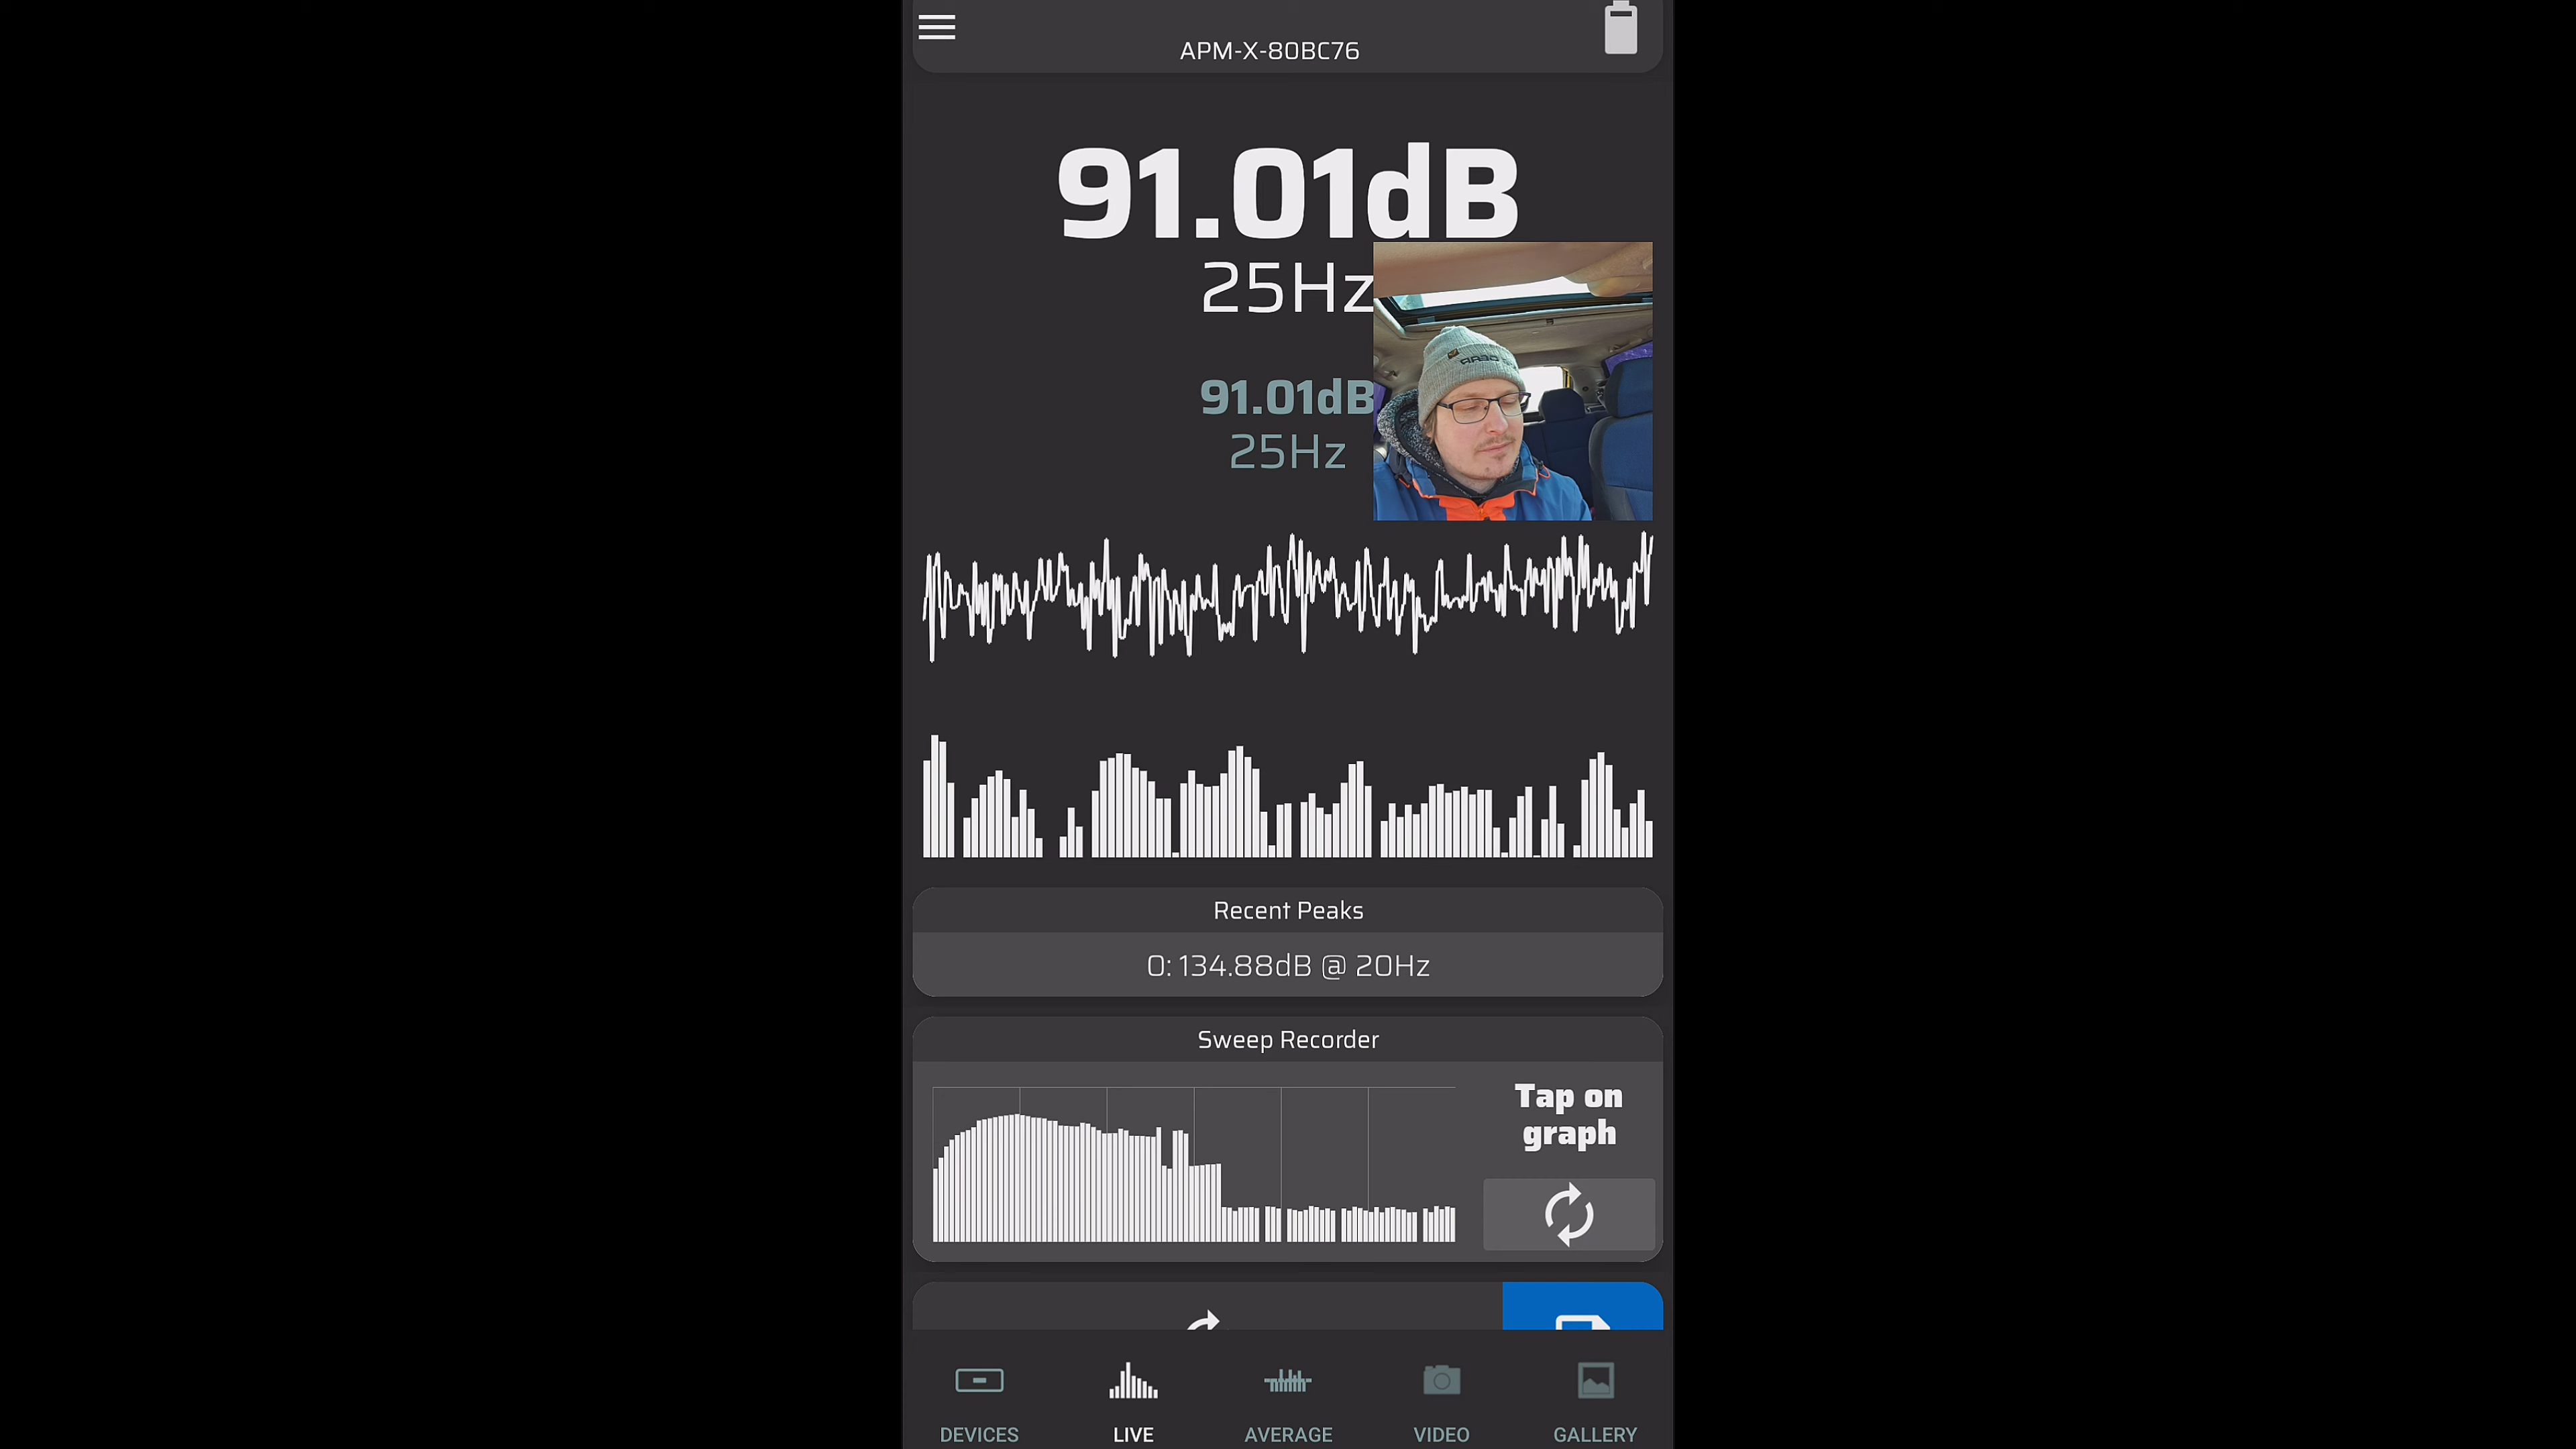 APM-X-80BC76
91.01dB
25Hz
91.01dB
25Hz
Recent Peaks
0: 134.88dB @ 20Hz
Sweep Recorder
Tap on
graph
DEVICES
LIVE
AVERAGE
VIDEO
GALLERY